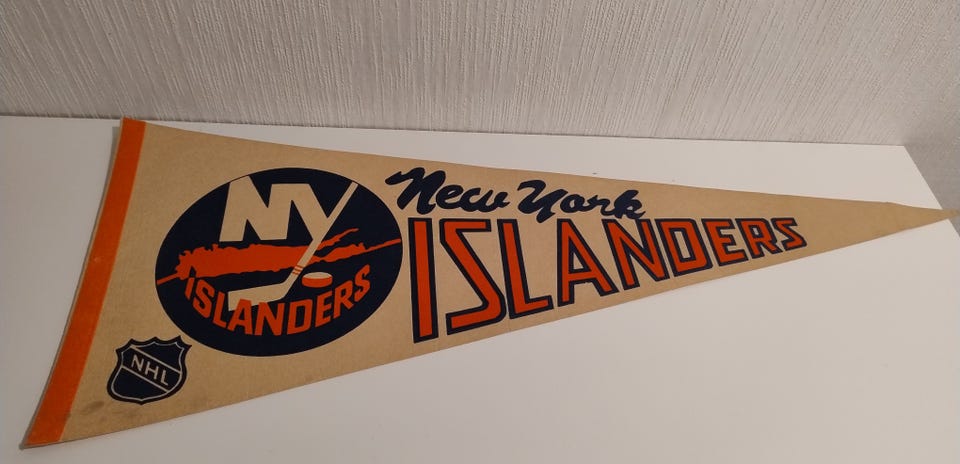 NY
ISLANDERS
New York
ISLANDERS
NHL